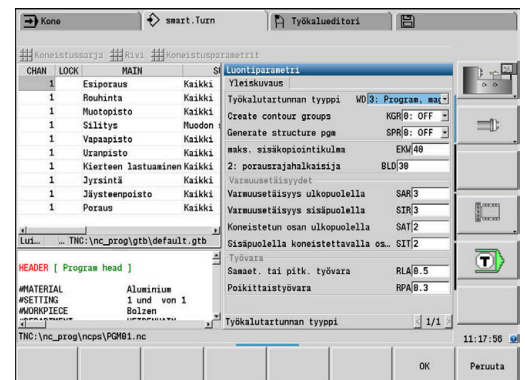 Kone
smart.Turn
Työkalueditori
Koneistussarja Rivi Koneistusparametrit
CHAN LOCK MAIN
1 Esiporaus Kaikki
1 Rouhinta Kaikki
1 Muotopisto Kaikki
1 Silitys Muodon
1 Vapaapisto Kaikki
1 Uranpisto Kaikki
1 Kierteen lastuaminen Kaikki
1 Jyrsintä Kaikki
1 Jäysteenpoisto Kaikki
1 Poraus Kaikki
Lui… … TNC:\nc_prog\gtb\default.gtb
HEADER [ Program head ]
#MATERIAL Aluminium
#SETTING 1 und von 1
#WORKPIECE Bolzen
TNC:\nc_prog\ncps\PGM01.nc
Luontiparametri
Yleiskuvaus
Työkalutartunnan tyyppi WD 3: Program, mag
Create contour groups KGR 0: OFF
Generate structure pgm SPR 0: OFF
maks. sisäkopiointikulma EKW 40
2: porausrajahalkaisija BLD 30
Varmuusetäisyydet
Varmuusetäisyys ulkopuolella SAR 3
Varmuusetäisyys sisäpuolella SIR 3
Koneistetun osan ulkopuolella SAT 2
Sisäpuolella koneistettavalla os… SIT 2
Työvara
Samaet. tai pitk. työvara RLA 0.5
Poikittaistyövara RPA 0.3
Työkalutartunnan tyyppi 1/1
T
11:17:56
OK
Peruuta